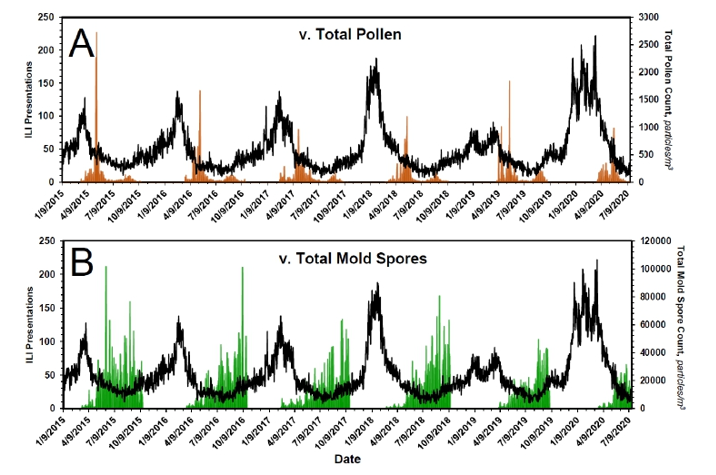 A
v. Total Pollen
ILI Presentations
250
200
150
100
50
0
3300
2750
2200
1650
1100
550
0
Total Pollen Count, particles/m³
1/9/2015 4/9/2015 7/9/2015 10/9/2015 1/9/2016 4/9/2016 7/9/2016 10/9/2016 1/9/2017 4/9/2017 7/9/2017 10/9/2017 1/9/2018 4/9/2018 7/9/2018 10/9/2018 1/9/2019 4/9/2019 7/9/2019 10/9/2019 1/9/2020 4/9/2020 7/9/2020
B
v. Total Mold Spores
ILI Presentations
250
200
150
100
50
0
120000
100000
80000
60000
40000
20000
0
Total Mold Spore Count, particles/m³
1/9/2015 4/9/2015 7/9/2015 10/9/2015 1/9/2016 4/9/2016 7/9/2016 10/9/2016 1/9/2017 4/9/2017 7/9/2017 10/9/2017 1/9/2018 4/9/2018 7/9/2018 10/9/2018 1/9/2019 4/9/2019 7/9/2019 10/9/2019 1/9/2020 4/9/2020 7/9/2020
Date